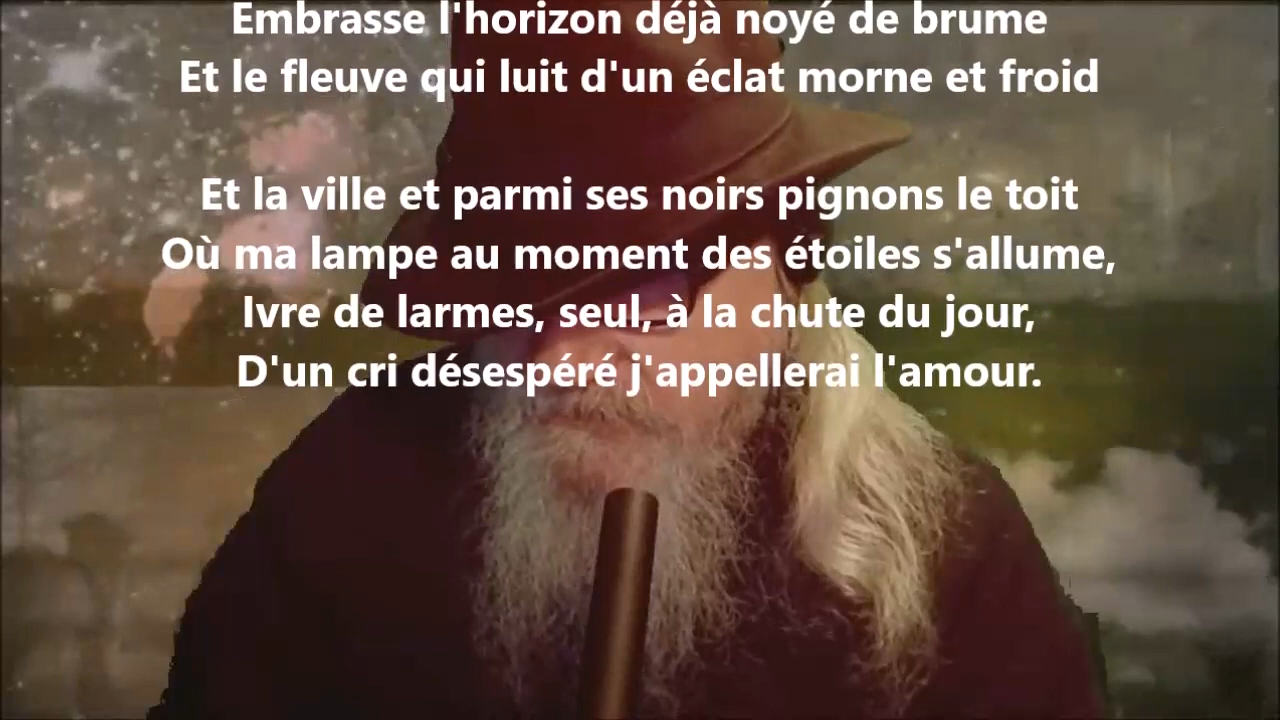 Embrasse l'horizon déjà noyé de brume
Et le fleuve qui luit d'un éclat morne et froid
Et la ville et parmi ses noirs pignons le toit
Où ma lampe au moment des étoiles s'allume,
Ivre de larmes, seul, à la chute du jour,
D'un cri désespéré j'appellerai l'amour.